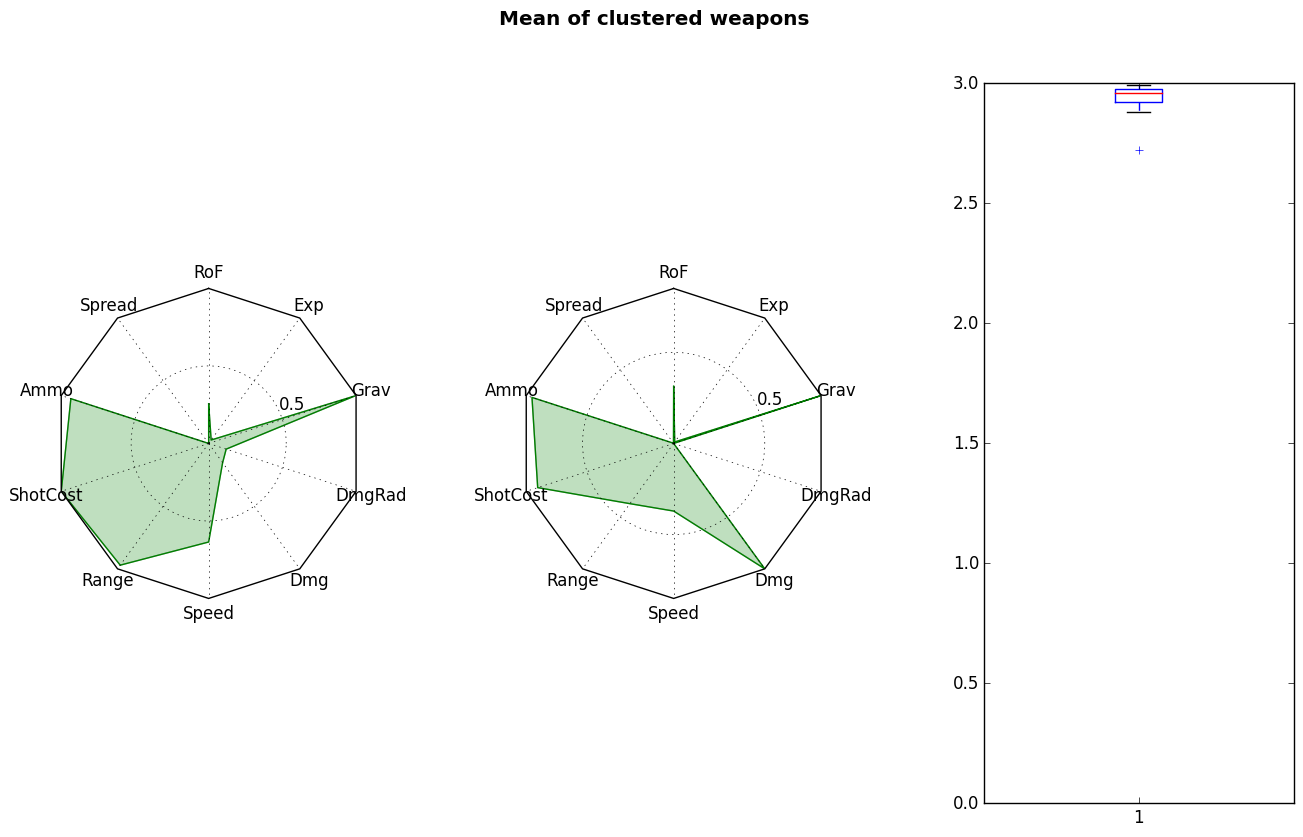 Mean of clustered weapons
RoF
Spread
Exp
Ammo
Grav
0.5
ShotCost
DmgRad
Range
Dmg
Speed
RoF
Spread
Exp
Ammo
Grav
0.5
ShotCost
DmgRad
Range
Dmg
Speed
3.0
2.5
2.0
1.5
1.0
0.5
0.0
1